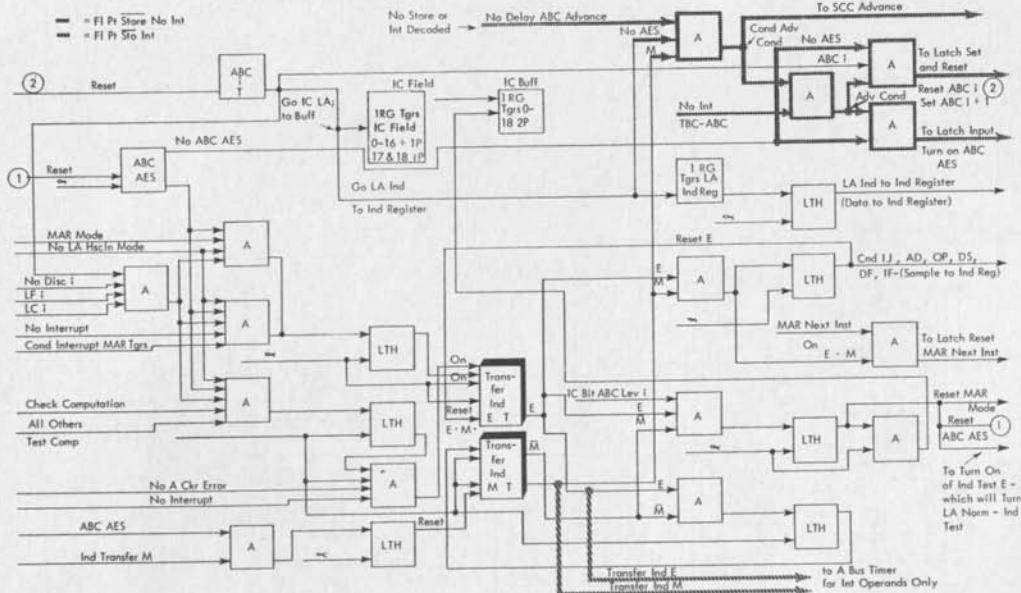 = Fl Pt Store No Int
= Fl Pt Sto Int
No Store or
Int Decoded
No Delay ABC Advance
No AES
M
A
To SCC Advance
Cond Adv
Cond
No AES
ABC i
A
To Latch Set
and Reset
Reset ABC i
Set ABC i + 1
2
Adv Cond
A
No Int
TBC-ABC
A
To Latch Input
Turn on ABC
AES
2
Reset
ABC
i
T
Go IC LA;
to Buff
IC Field
1RG Tgrs
IC Field
0-16 + 1P
17 & 18 1P
IC Buff
1 RG
Tgrs 0-
18 2P
No ABC AES
1
Reset
ABC
AES
Go LA Ind
To Ind Register
1 RG
Tgrs LA
Ind Reg
LTH
LA Ind to Ind Register
(Data to Ind Register)
MAR Mode
No LA HscIn Mode
A
Reset E
E
M
A
LTH
Cnd IJ, AD, OP, DS,
DF, IF-(Sample to Ind Reg)
No Disc i
LF i
LC i
A
No Interrupt
Cond Interrupt MAR Tgrs
A
MAR Next Inst
On
E · M
A
To Latch Reset
MAR Next Inst
LTH
On
On
Reset
E · M ·
Trans-
fer
Ind
E T
E
Check Computation
All Others
Test Comp
A
LTH
IC Bit ABC Lev i
E
M
A
LTH
A
Reset MAR
Mode
Reset
1
ABC AES
Trans-
fer
Ind
M T
M
M
No A Ckr Error
No Interrupt
A
E
M
A
To Turn On
of Ind Test E -
which will Turn
LA Norm - Ind
Test
ABC AES
Ind Transfer M
A
LTH
Reset
LTH
Transfer Ind E
Transfer Ind M
to A Bus Timer
for Int Operands Only